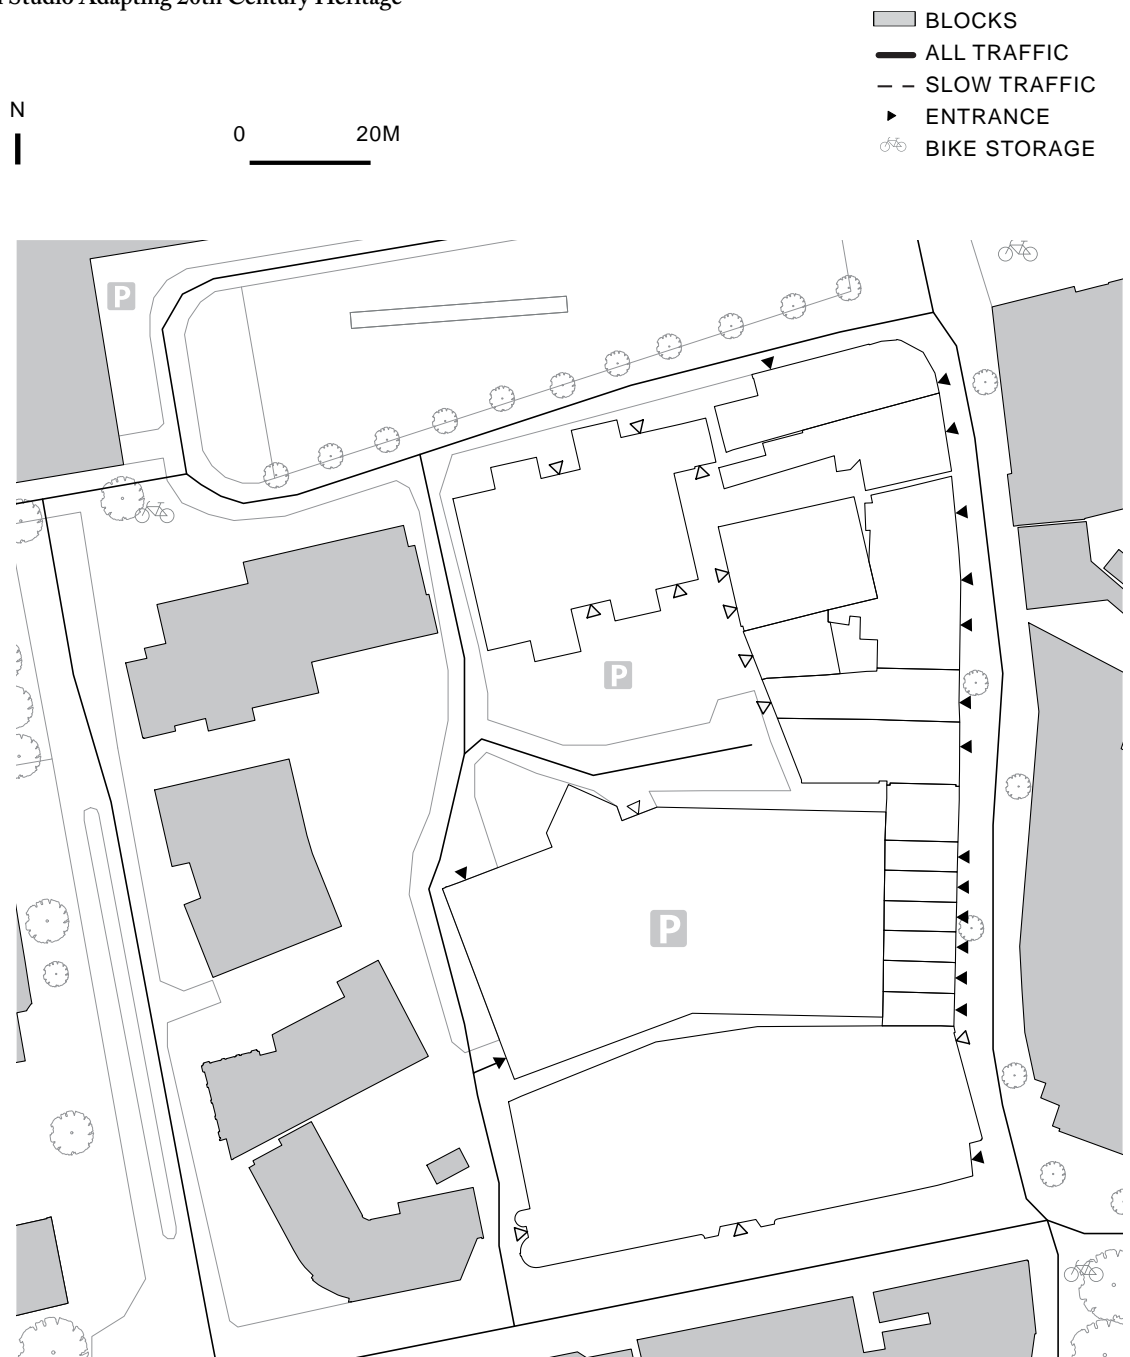 Studio Adapting 20th Century Heritage
BLOCKS
ALL TRAFFIC
SLOW TRAFFIC
ENTRANCE
BIKE STORAGE
N
0 20M
P
P
P